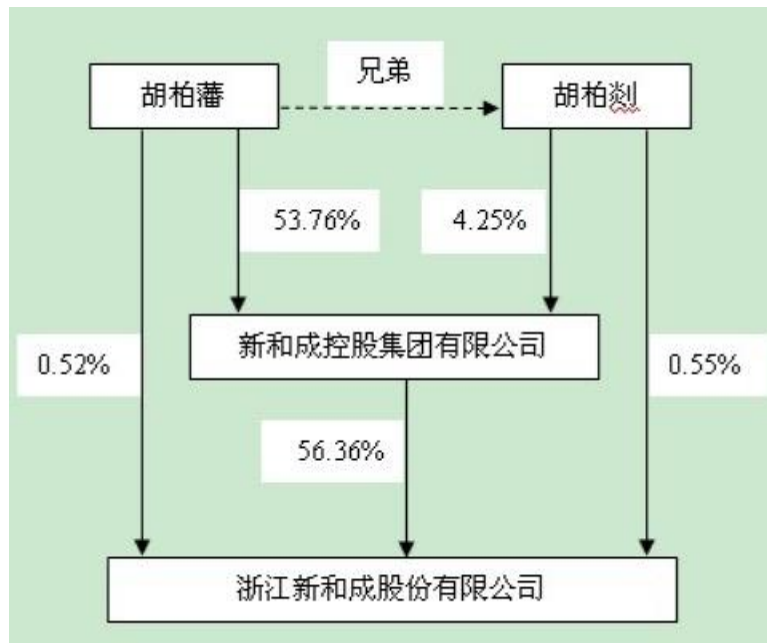 兄弟
胡柏藩
胡柏剡
53.76%
4.25%
新和成控股集团有限公司
0.52%
0.55%
56.36%
浙江新和成股份有限公司